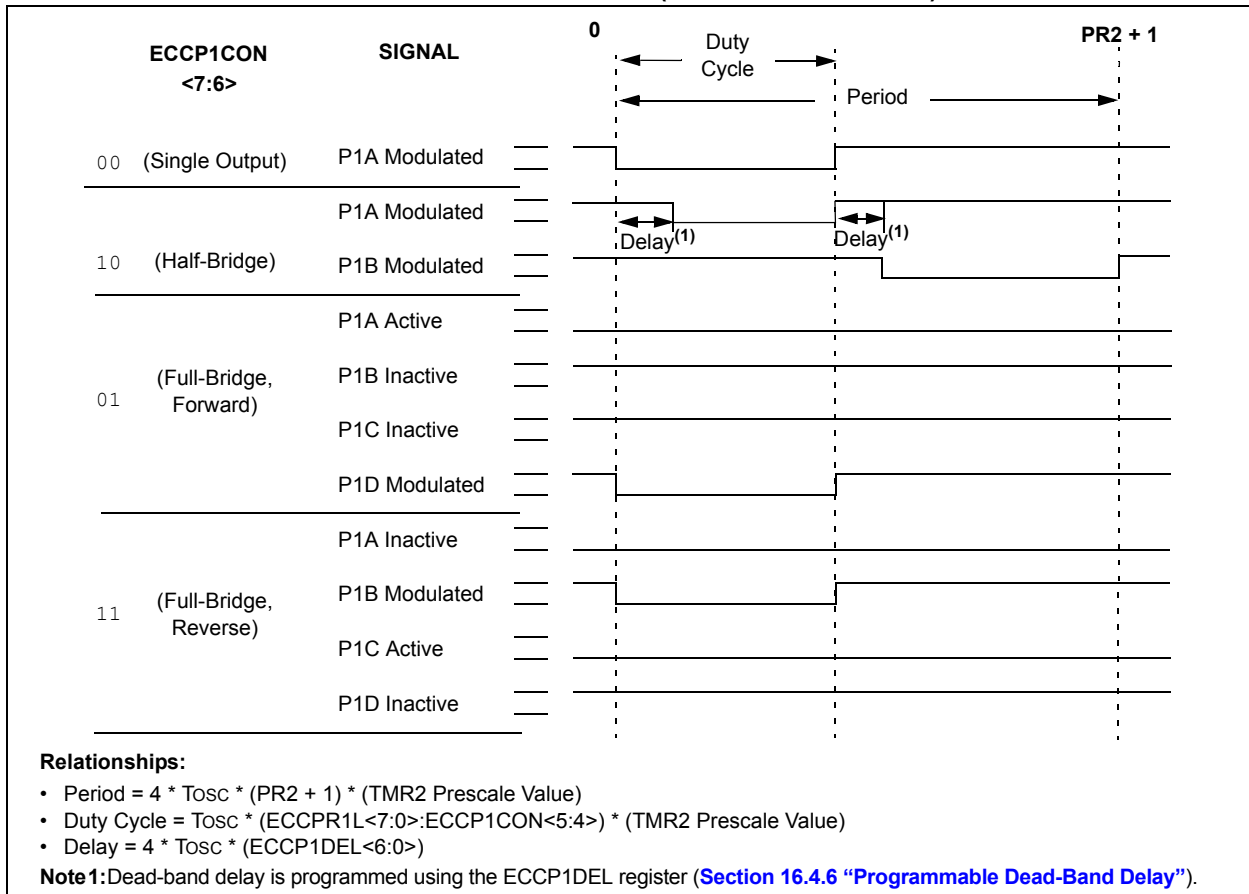 0
Duty
Cycle
PR2 + 1
ECCP1CON
<7:6>
SIGNAL
Period
00 (Single Output) P1A Modulated
P1A Modulated
Delay(1) Delay(1)
10 (Half-Bridge) P1B Modulated
P1A Active
01 (Full-Bridge,
Forward)
P1B Inactive
P1C Inactive
P1D Modulated
P1A Inactive
11 (Full-Bridge,
Reverse)
P1B Modulated
P1C Active
P1D Inactive
Relationships:
• Period = 4 * TOSC * (PR2 + 1) * (TMR2 Prescale Value)
• Duty Cycle = TOSC * (ECCPR1L<7:0>:ECCP1CON<5:4>) * (TMR2 Prescale Value)
• Delay = 4 * TOSC * (ECCP1DEL<6:0>)
Note1:Dead-band delay is programmed using the ECCP1DEL register (Section 16.4.6 “Programmable Dead-Band Delay”).